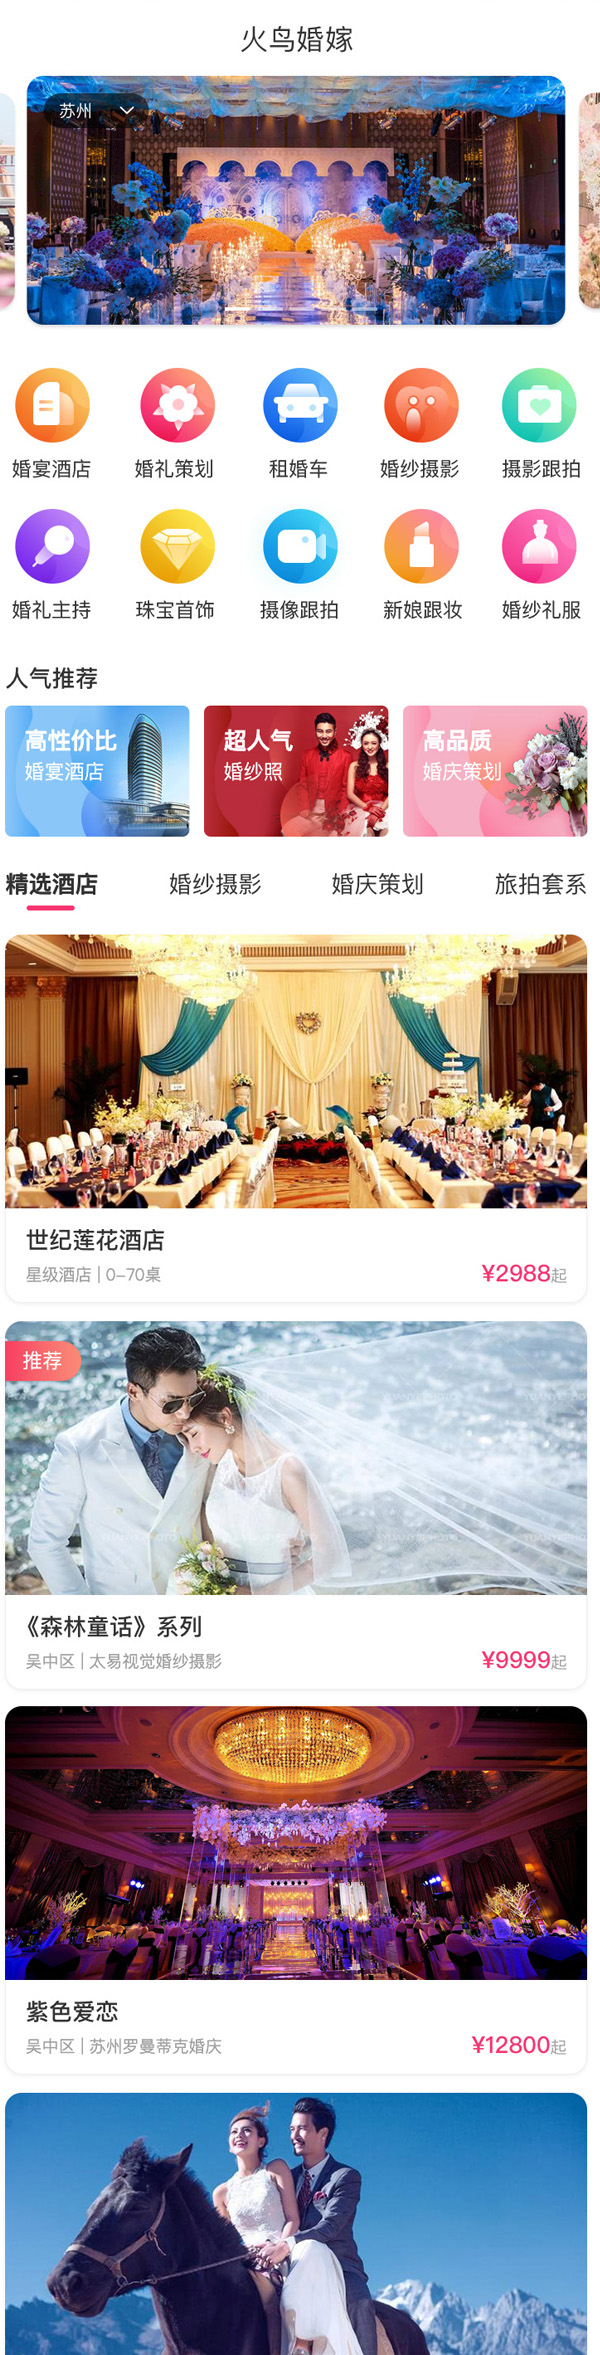 火鸟婚嫁
苏州
婚宴酒店 婚礼策划 租婚车 婚纱摄影 摄影跟拍
婚礼主持 珠宝首饰 摄像跟拍 新娘跟妆 婚纱礼服
人气推荐
高性价比
婚宴酒店
超人气
婚纱照
高品质
婚庆策划
精选酒店 婚纱摄影 婚庆策划 旅拍套系
世纪莲花酒店
星级酒店 | 0-70桌 ¥2988起
推荐
《森林童话》系列
吴中区 | 太易视觉婚纱摄影 ¥9999起
紫色爱恋
吴中区 | 苏州罗曼蒂克婚庆 ¥12800起